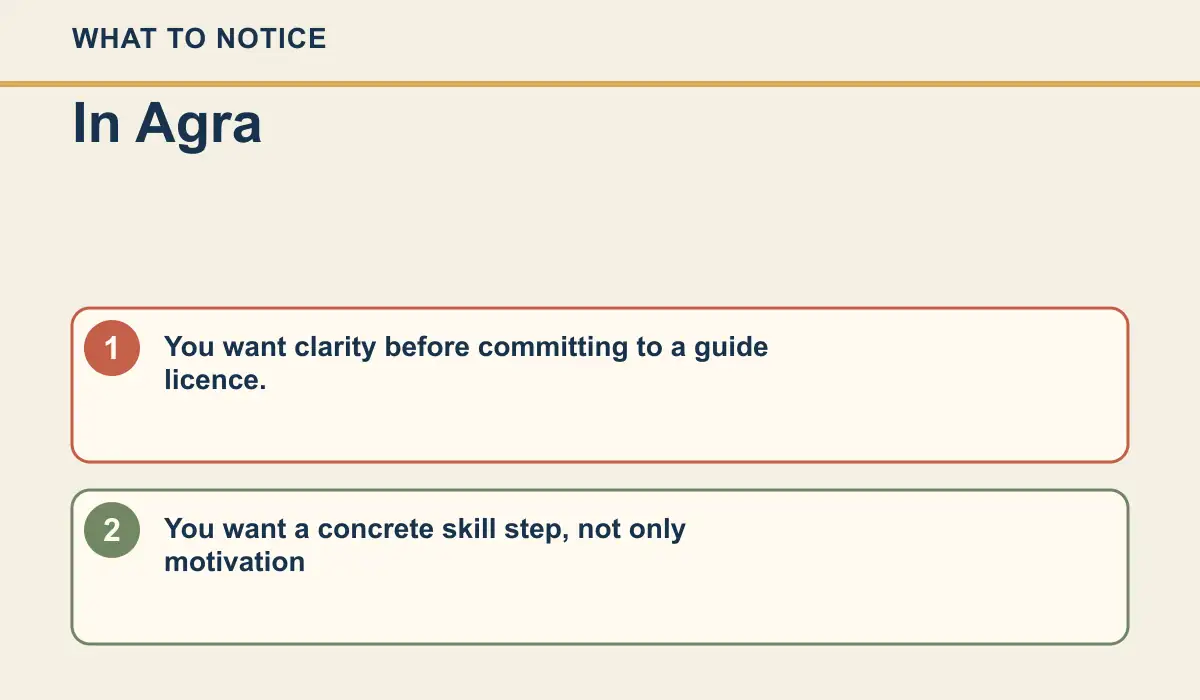 WHAT TO NOTICE
In Agra
1
You want clarity before committing to a guide
licence.
2
You want a concrete skill step, not only
motivation